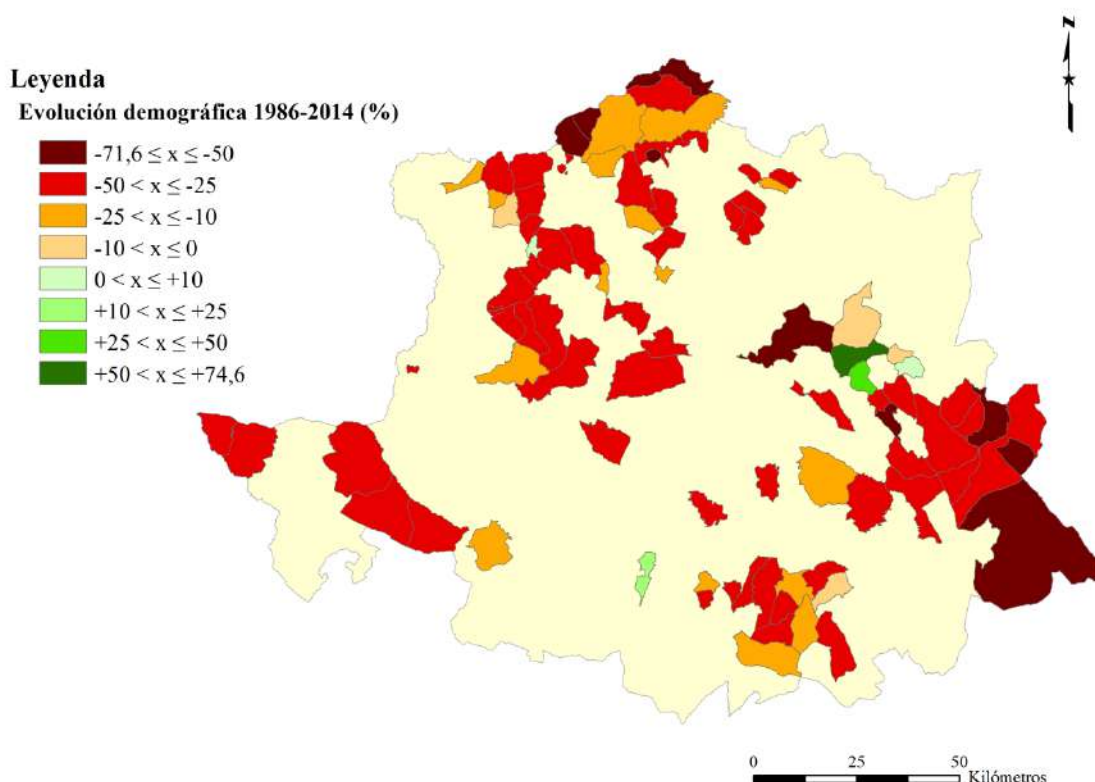 N
Leyenda
Evolución demográfica 1986-2014 (%)
-71,6 ≤ x ≤ -50
-50 < x ≤ -25
-25 < x ≤ -10
-10 < x ≤ 0
0 < x ≤ +10
+10 < x ≤ +25
+25 < x ≤ +50
+50 < x ≤ +74,6
0 25 50
Kilómetros